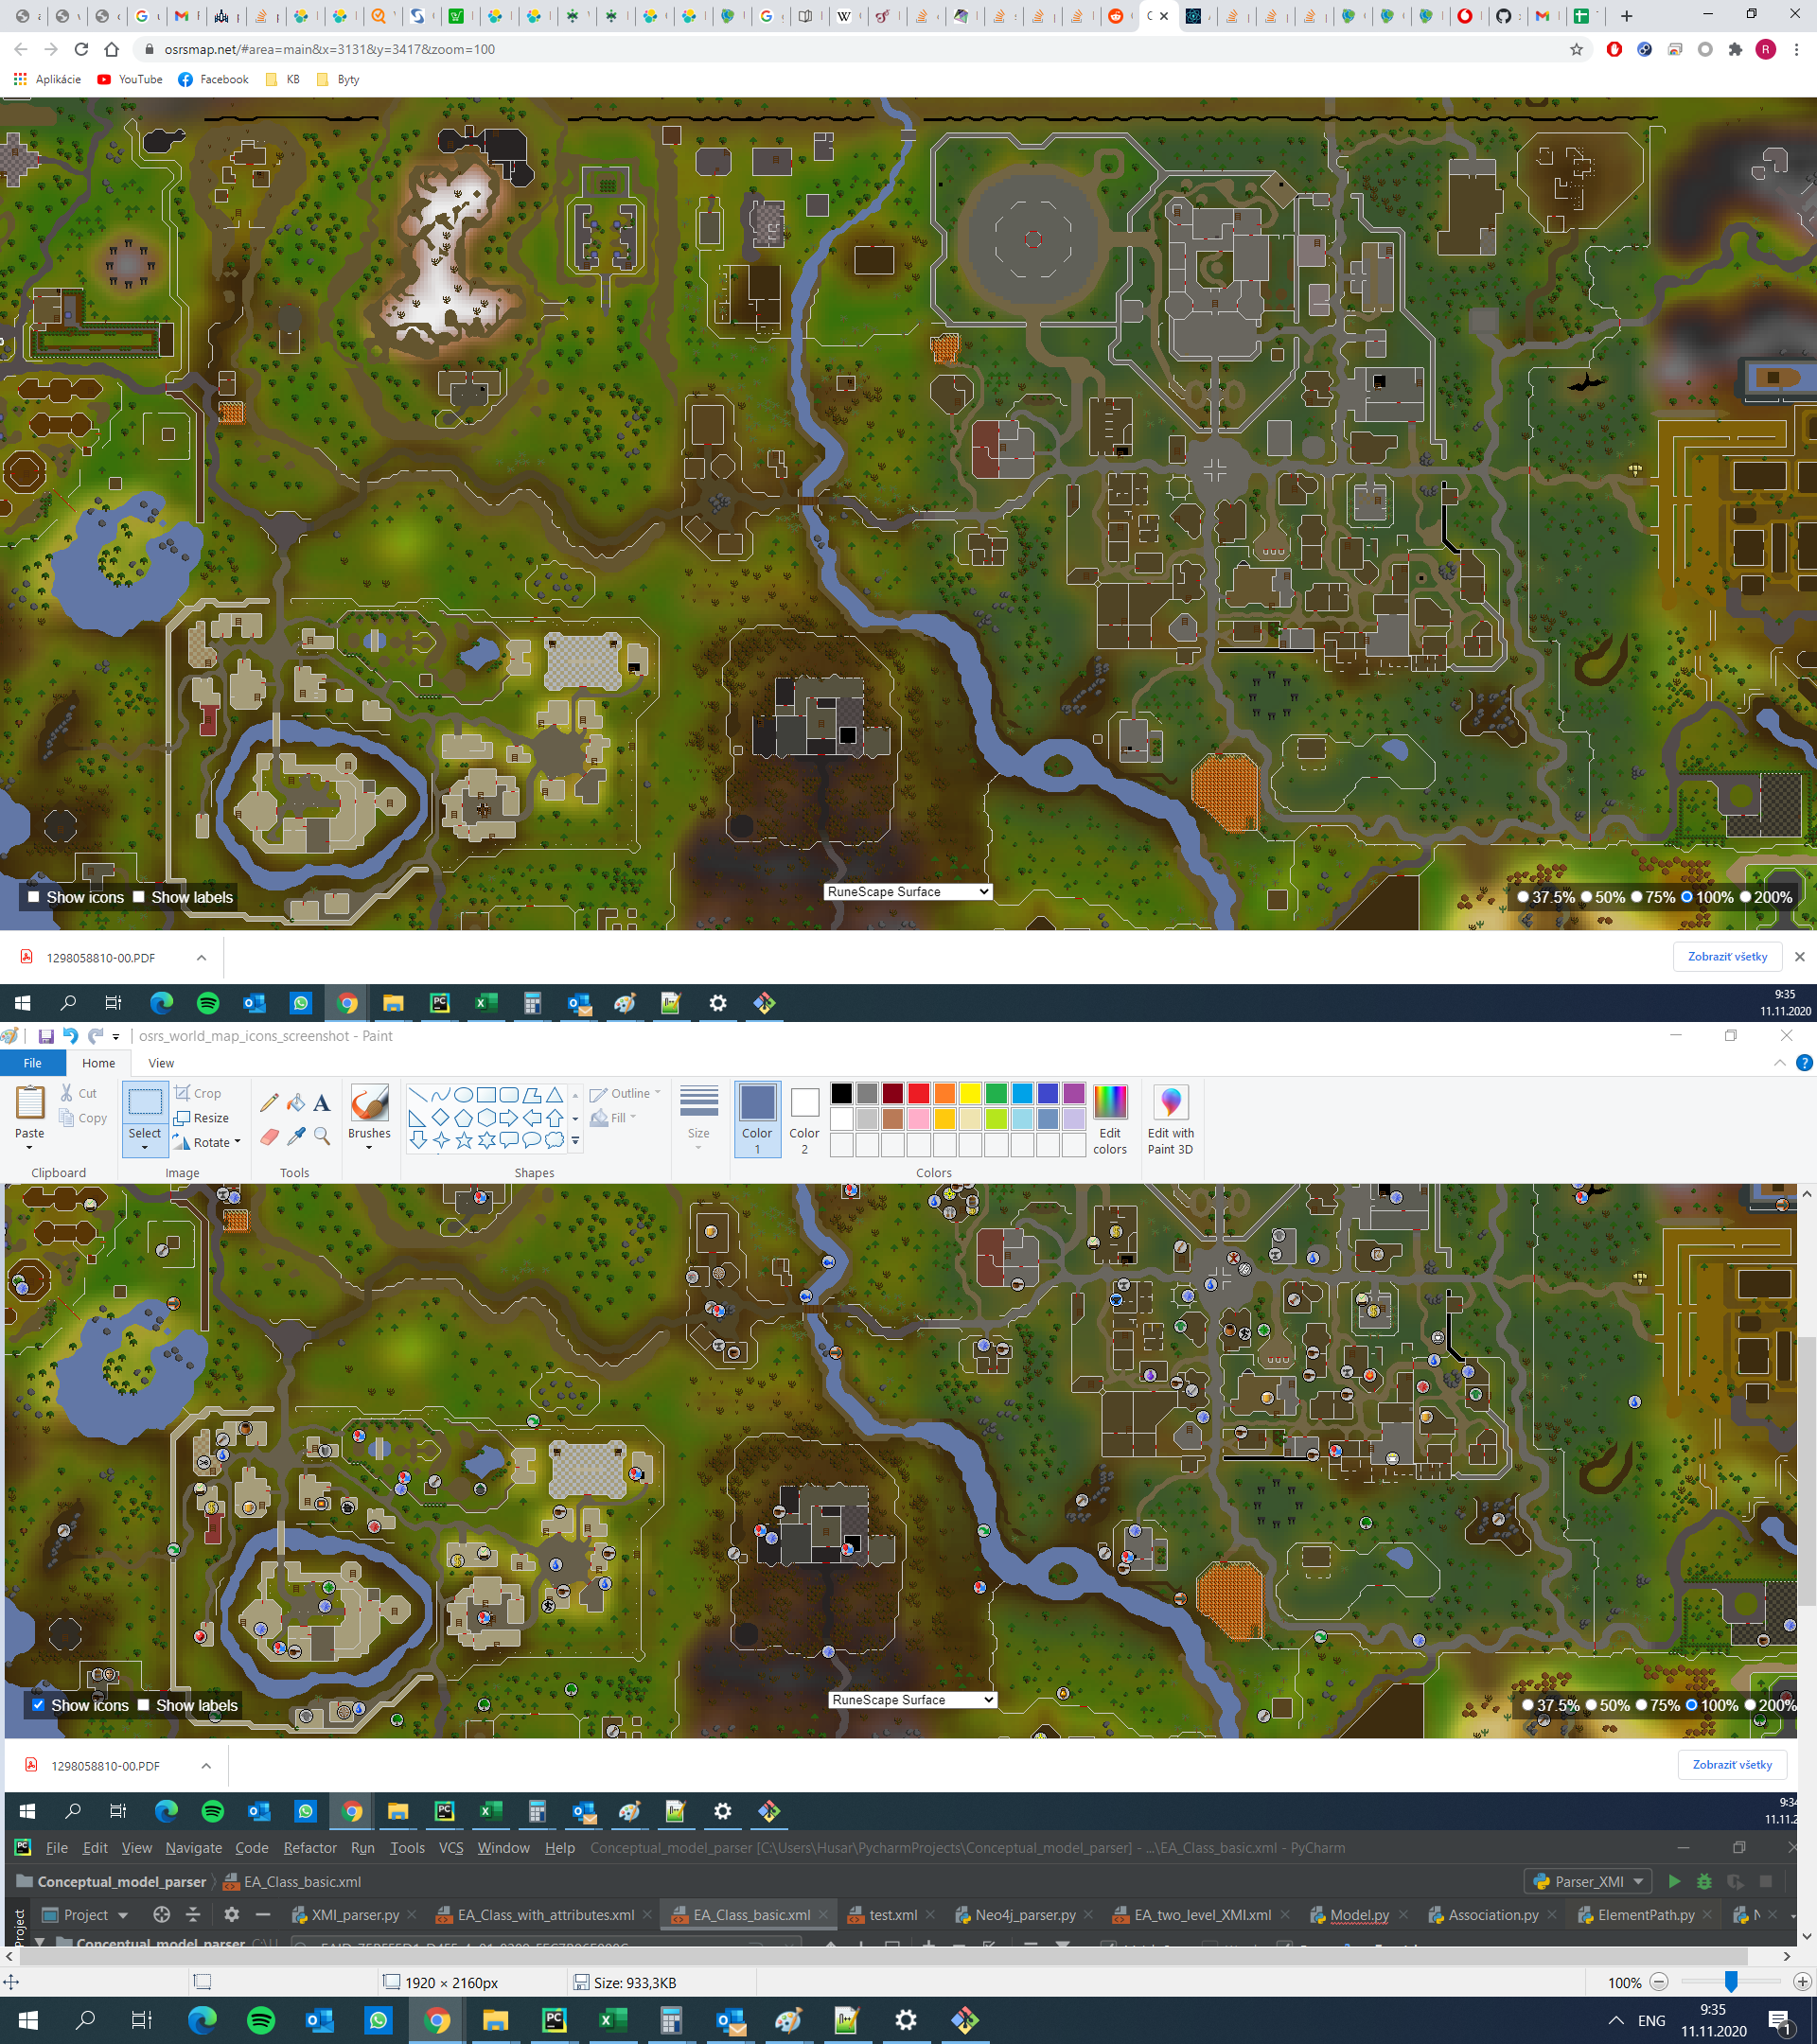 osrsmap.net/#area=main&x=3131&y=3417&zoom=100
Aplikácie YouTube Facebook KB Byty
Show icons Show labels
RuneScape Surface
37.5% 50% 75% 100% 200%
1298058810-00.PDF
Zobraziť všetky
9:35
11.11.2020
osrs_world_map_icons_screenshot - Paint
File Home View
Paste
Cut
Copy
Clipboard
Select
Crop
Resize
Rotate
Image
Tools
Brushes
Outline
Fill
Shapes
Size
Color 1
Color 2
Edit colors
Colors
Edit with Paint 3D
Show icons Show labels
RuneScape Surface
37.5% 50% 75% 100% 200%
1298058810-00.PDF
Zobraziť všetky
9:34
11.11.2
File Edit View Navigate Code Refactor Run Tools VCS Window Help Conceptual_model_parser [C:\Users\Husar\PycharmProjects\Conceptual_model_parser] - ...\EA_Class_basic.xml - PyCharm
Conceptual_model_parser EA_Class_basic.xml
Parser_XMI
Project
Project XMI_parser.py EA_Class_with_attributes.xml EA_Class_basic.xml test.xml Neo4j_parser.py EA_two_level_XMI.xml Model.py Association.py ElementPath.py
Conceptual_model_parser
1920 × 2160px Size: 933,3KB 100%
ENG
9:35
11.11.2020
1